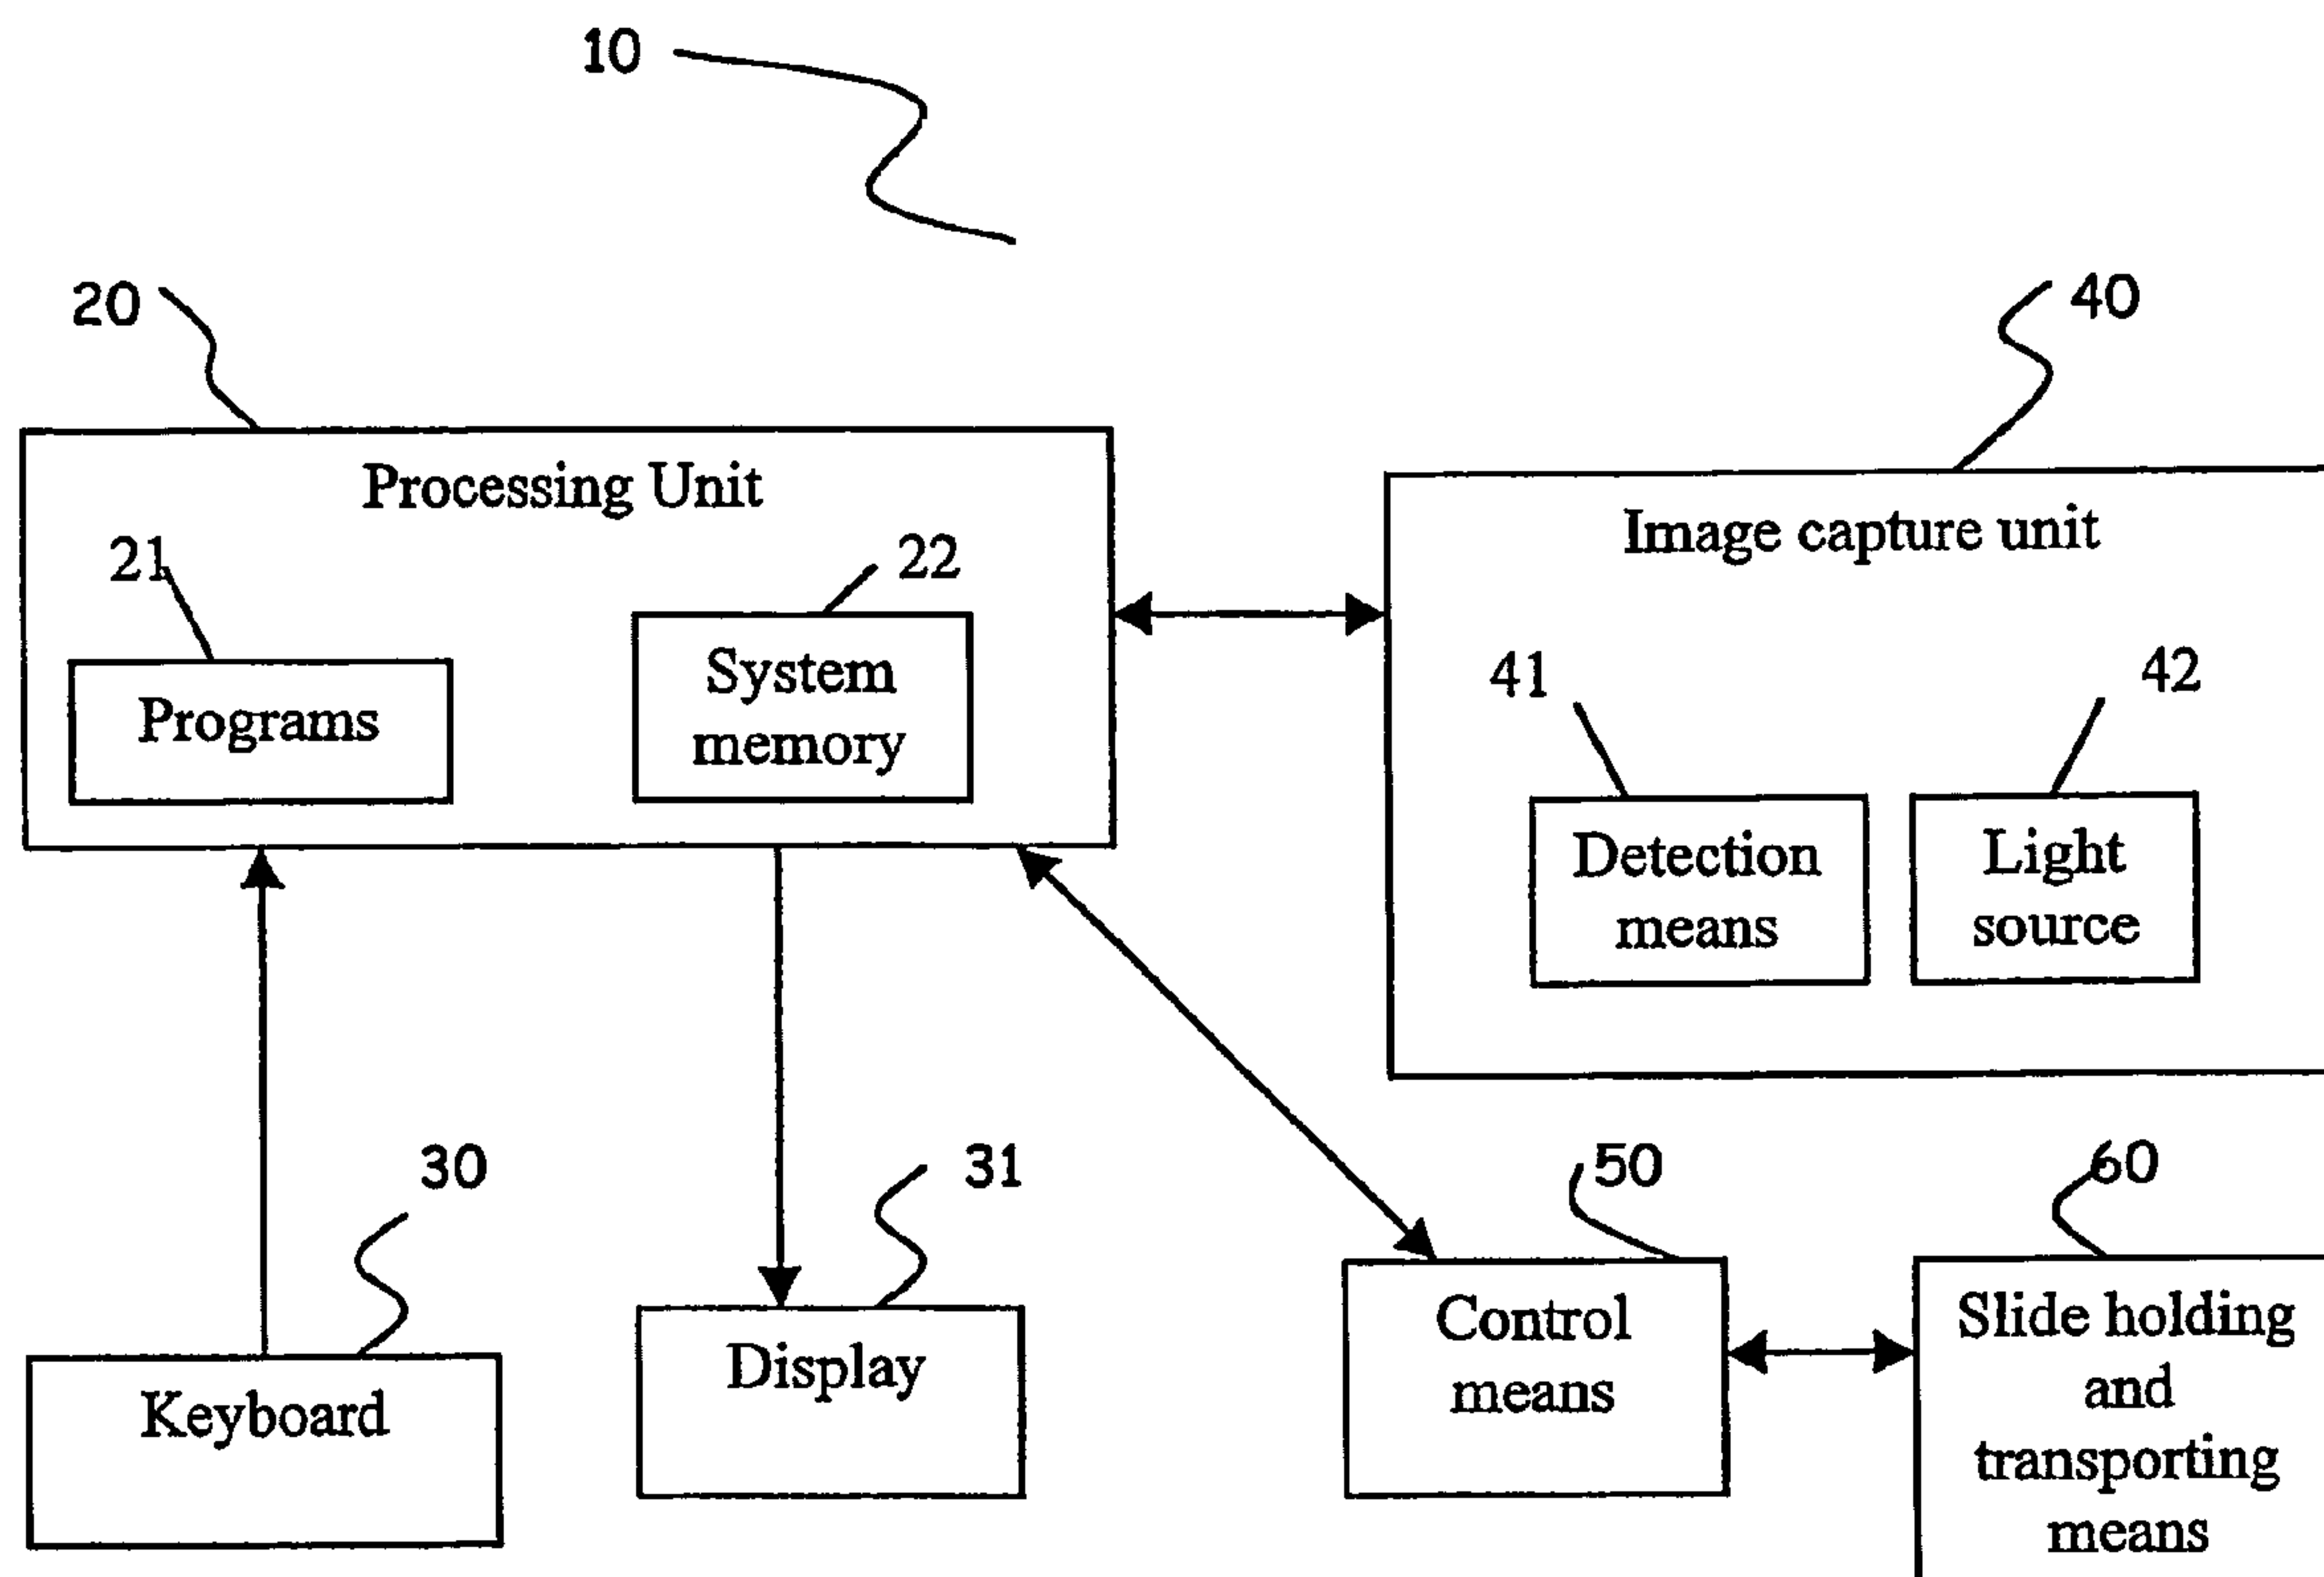 10
20
40
Processing Unit
Image capture unit
21
22
Programs
System
memory
41
42
Detection
means
Light
source
30
31
50
60
Keyboard
Display
Control
means
Slide holding
and
transporting
means